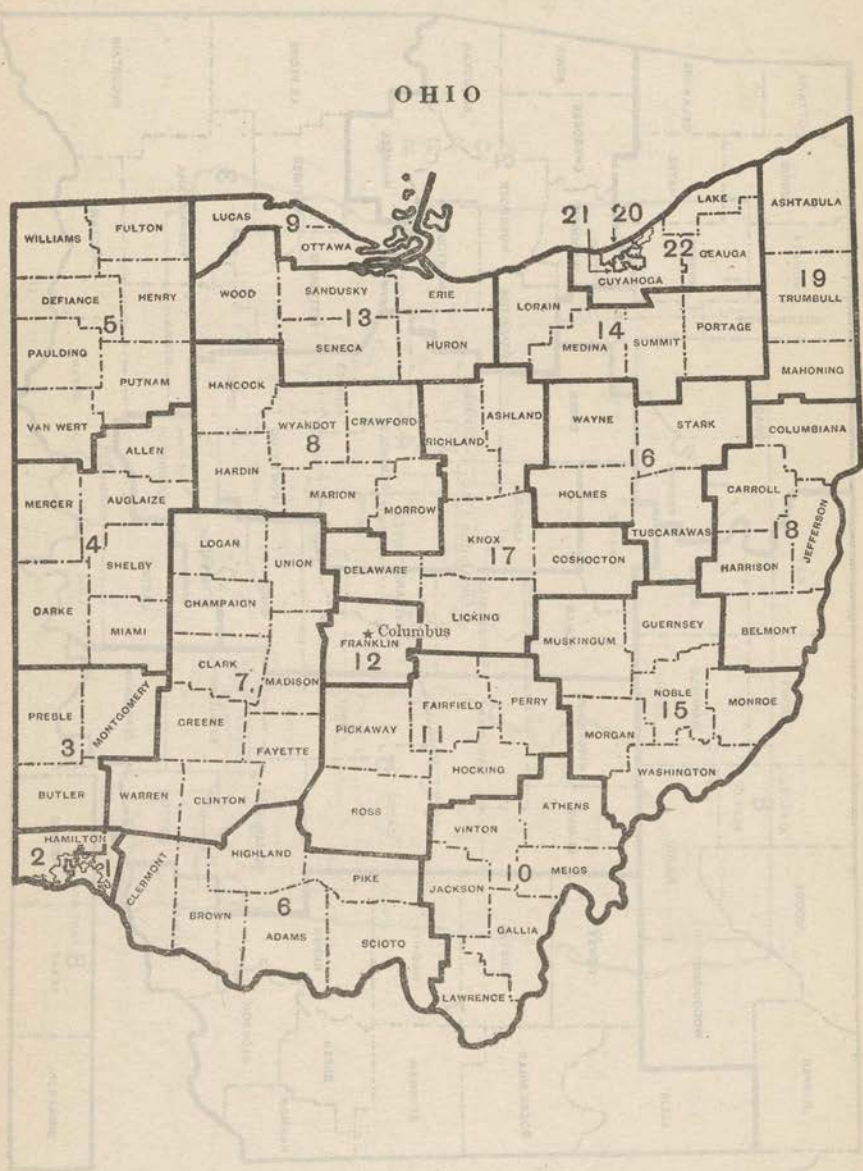 OHIO
LAKE
ASHTABULA
LUCAS
9
21
20
WILLIAMS
FULTON
OTTAWA
22
GEAUGA
CUYAHOGA
19
DEFIANCE
HENRY
WOOD
SANDUSKY
ERIE
LORAIN
TRUMBULL
5
13
14
PORTAGE
PAULDING
SENECA
HURON
MEDINA
SUMMIT
MAHONING
PUTNAM
HANCOCK
ASHLAND
VAN WERT
WYANDOT
CRAWFORD
RICHLAND
WAYNE
STARK
COLUMBIANA
ALLEN
8
16
HARDIN
CARROLL
MERCER
AUGLAIZE
MARION
MORROW
HOLMES
JEFFERSON
4
LOGAN
KNOX
TUSCARAWAS
18
SHELBY
UNION
DELAWARE
17
COSHOCTON
HARRISON
DARKE
CHAMPAIGN
LICKING
GUERNSEY
MIAMI
Columbus
FRANKLIN
MUSKINGUM
BELMONT
CLARK
12
7
MADISON
NOBLE
PREBLE
MONTGOMERY
FAIRFIELD
PERRY
MONROE
GREENE
PICKAWAY
15
3
11
MORGAN
FAYETTE
HOCKING
WASHINGTON
BUTLER
WARREN
CLINTON
ROSS
ATHENS
HAMILTON
VINTON
2
HIGHLAND
CLERMONT
PIKE
10
MEIGS
JACKSON
6
BROWN
ADAMS
GALLIA
SCIOTO
LAWRENCE